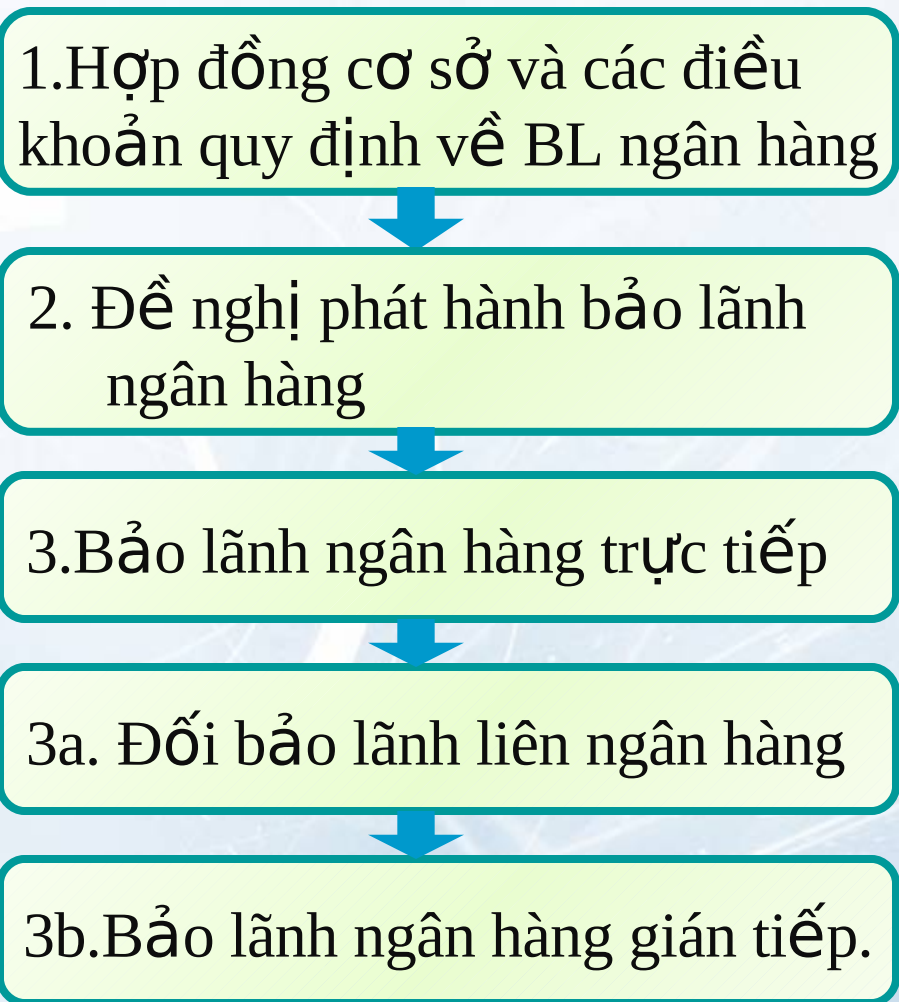 1.Hợp đồng cơ sở và các điều
khoản quy định về BL ngân hàng
2. Đề nghị phát hành bảo lãnh
ngân hàng
3.Bảo lãnh ngân hàng trực tiếp
3a. Đối bảo lãnh liên ngân hàng
3b.Bảo lãnh ngân hàng gián tiếp.